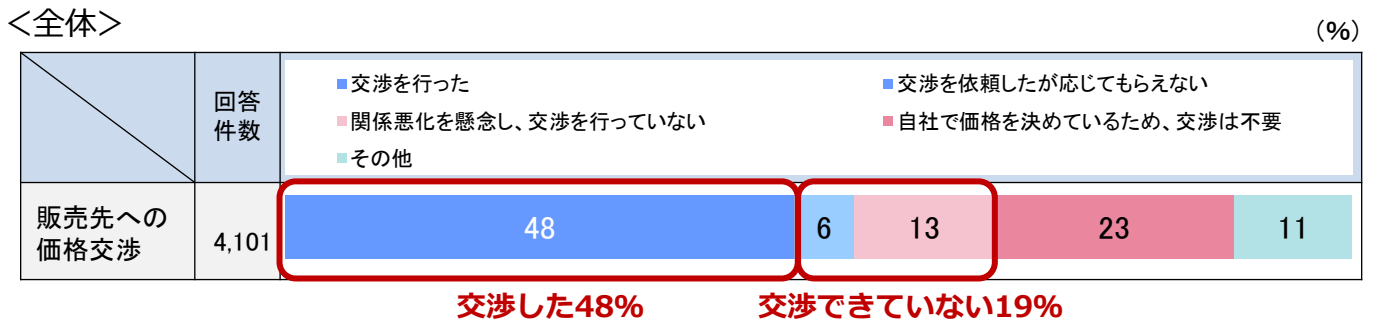 ＜全体＞
（%）
回答
件数
■交渉を行った
■交渉を依頼したが応じてもらえない
■関係悪化を懸念し、交渉を行っていない
■自社で価格を決めているため、交渉は不要
■その他
販売先への
価格交渉
4,101
48
6
13
23
11
交渉した48%
交渉できていない19%